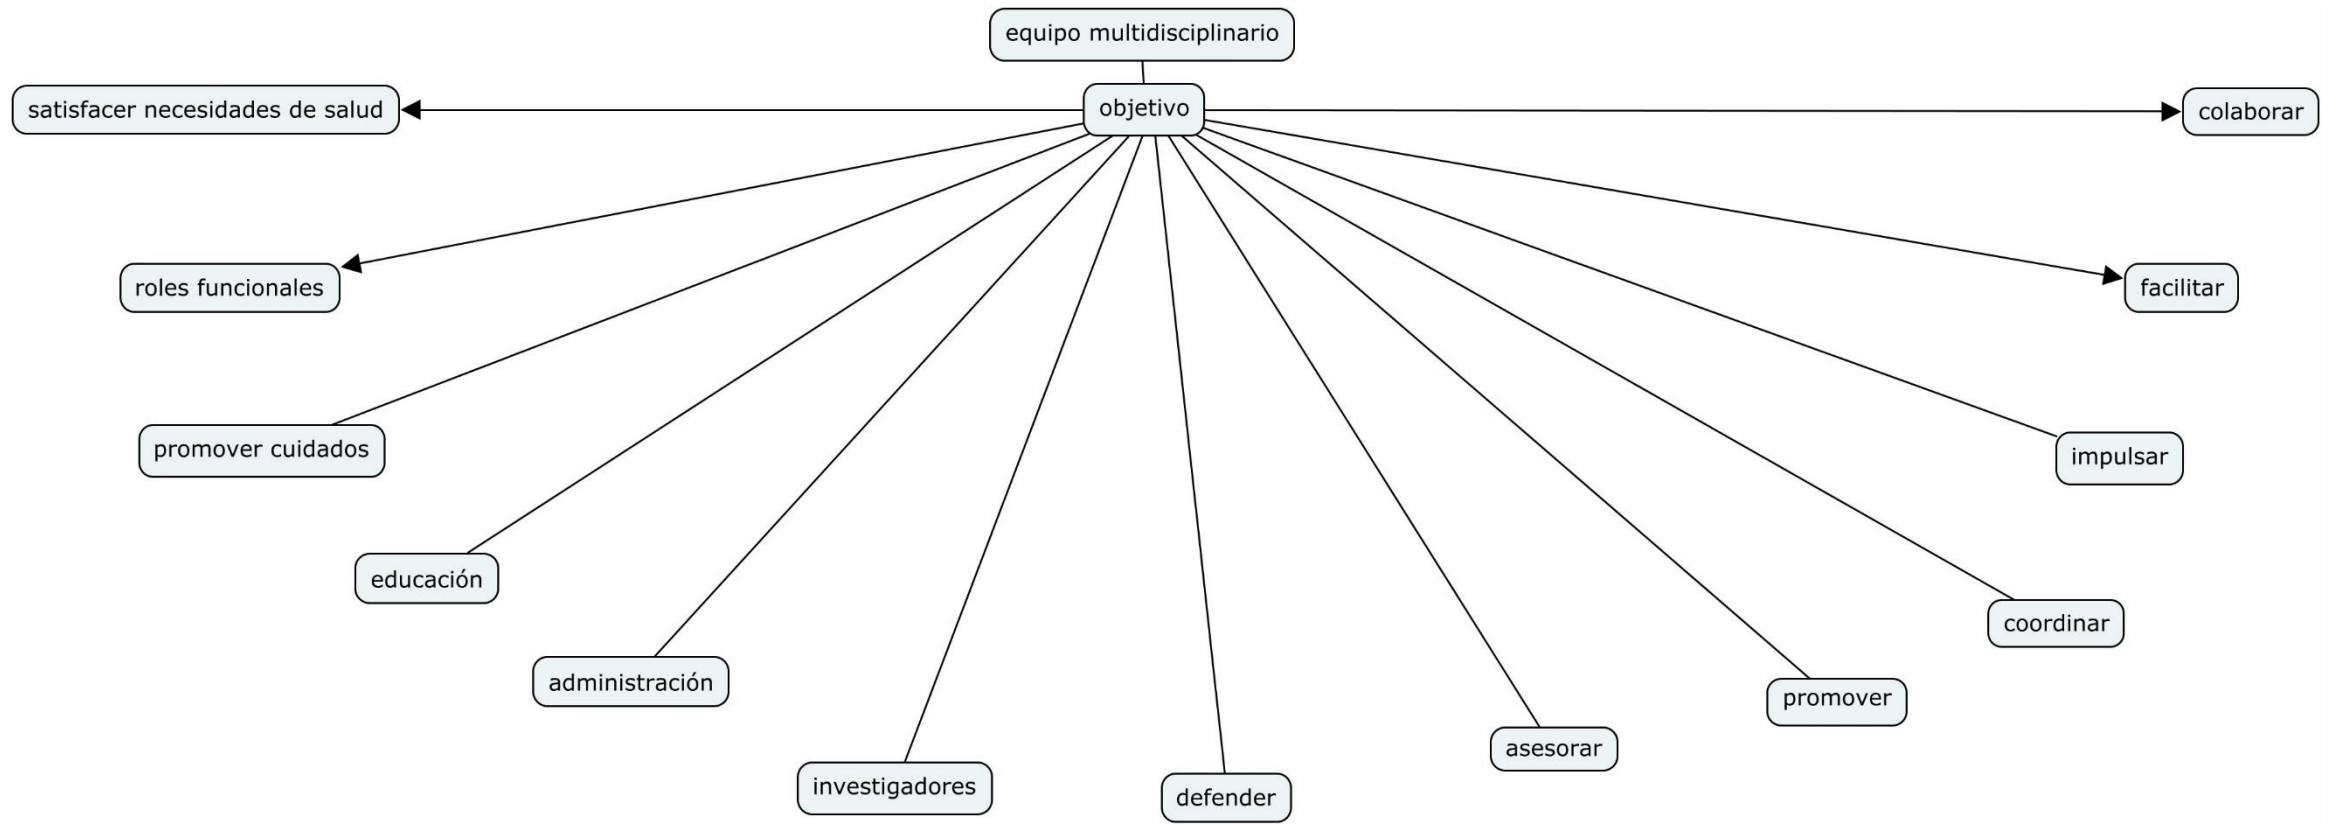 equipo multidisciplinario
objetivo
satisfacer necesidades de salud
colaborar
roles funcionales
facilitar
promover cuidados
impulsar
educación
coordinar
administración
promover
asesorar
investigadores
defender